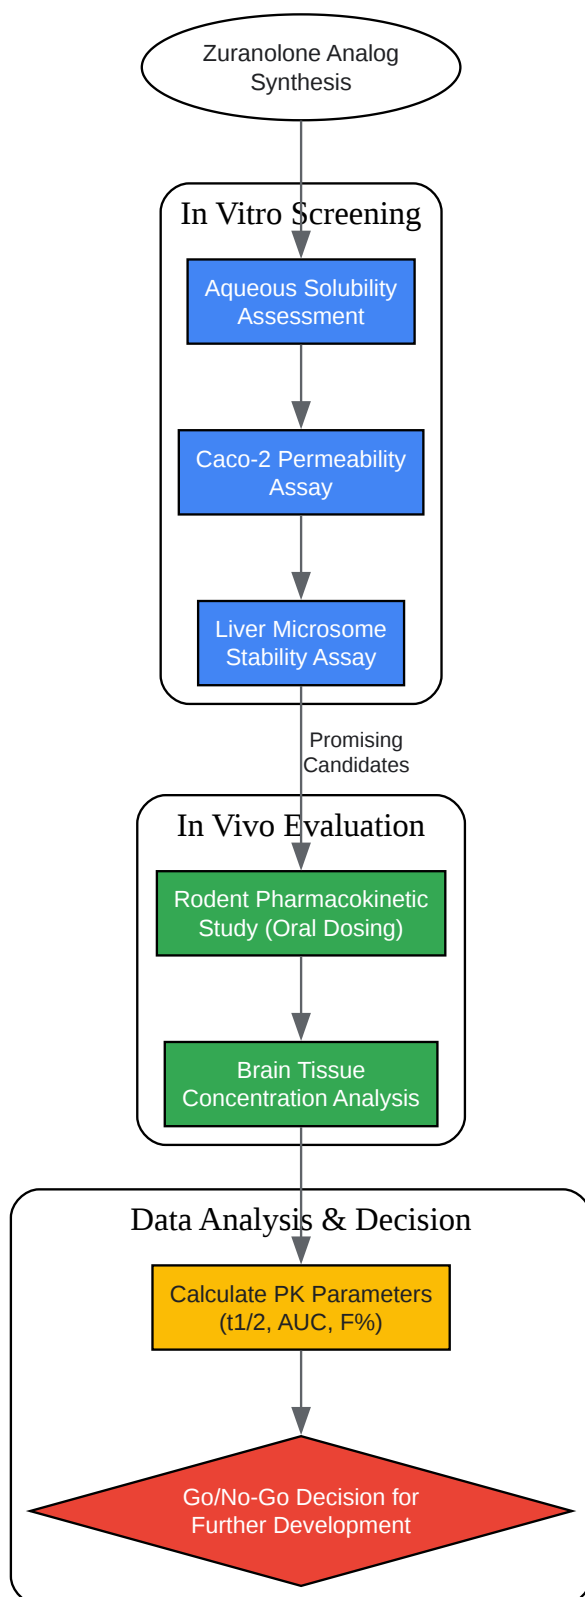 Zuranolone Analog
Synthesis
In Vitro Screening
Aqueous Solubility
Assessment
Caco-2 Permeability
Assay
Liver Microsome
Stability Assay
Promising
Candidates
In Vivo Evaluation
Rodent Pharmacokinetic
Study (Oral Dosing)
Brain Tissue
Concentration Analysis
Data Analysis & Decision
Calculate PK Parameters
(t1/2, AUC, F%)
Go/No-Go Decision for
Further Development